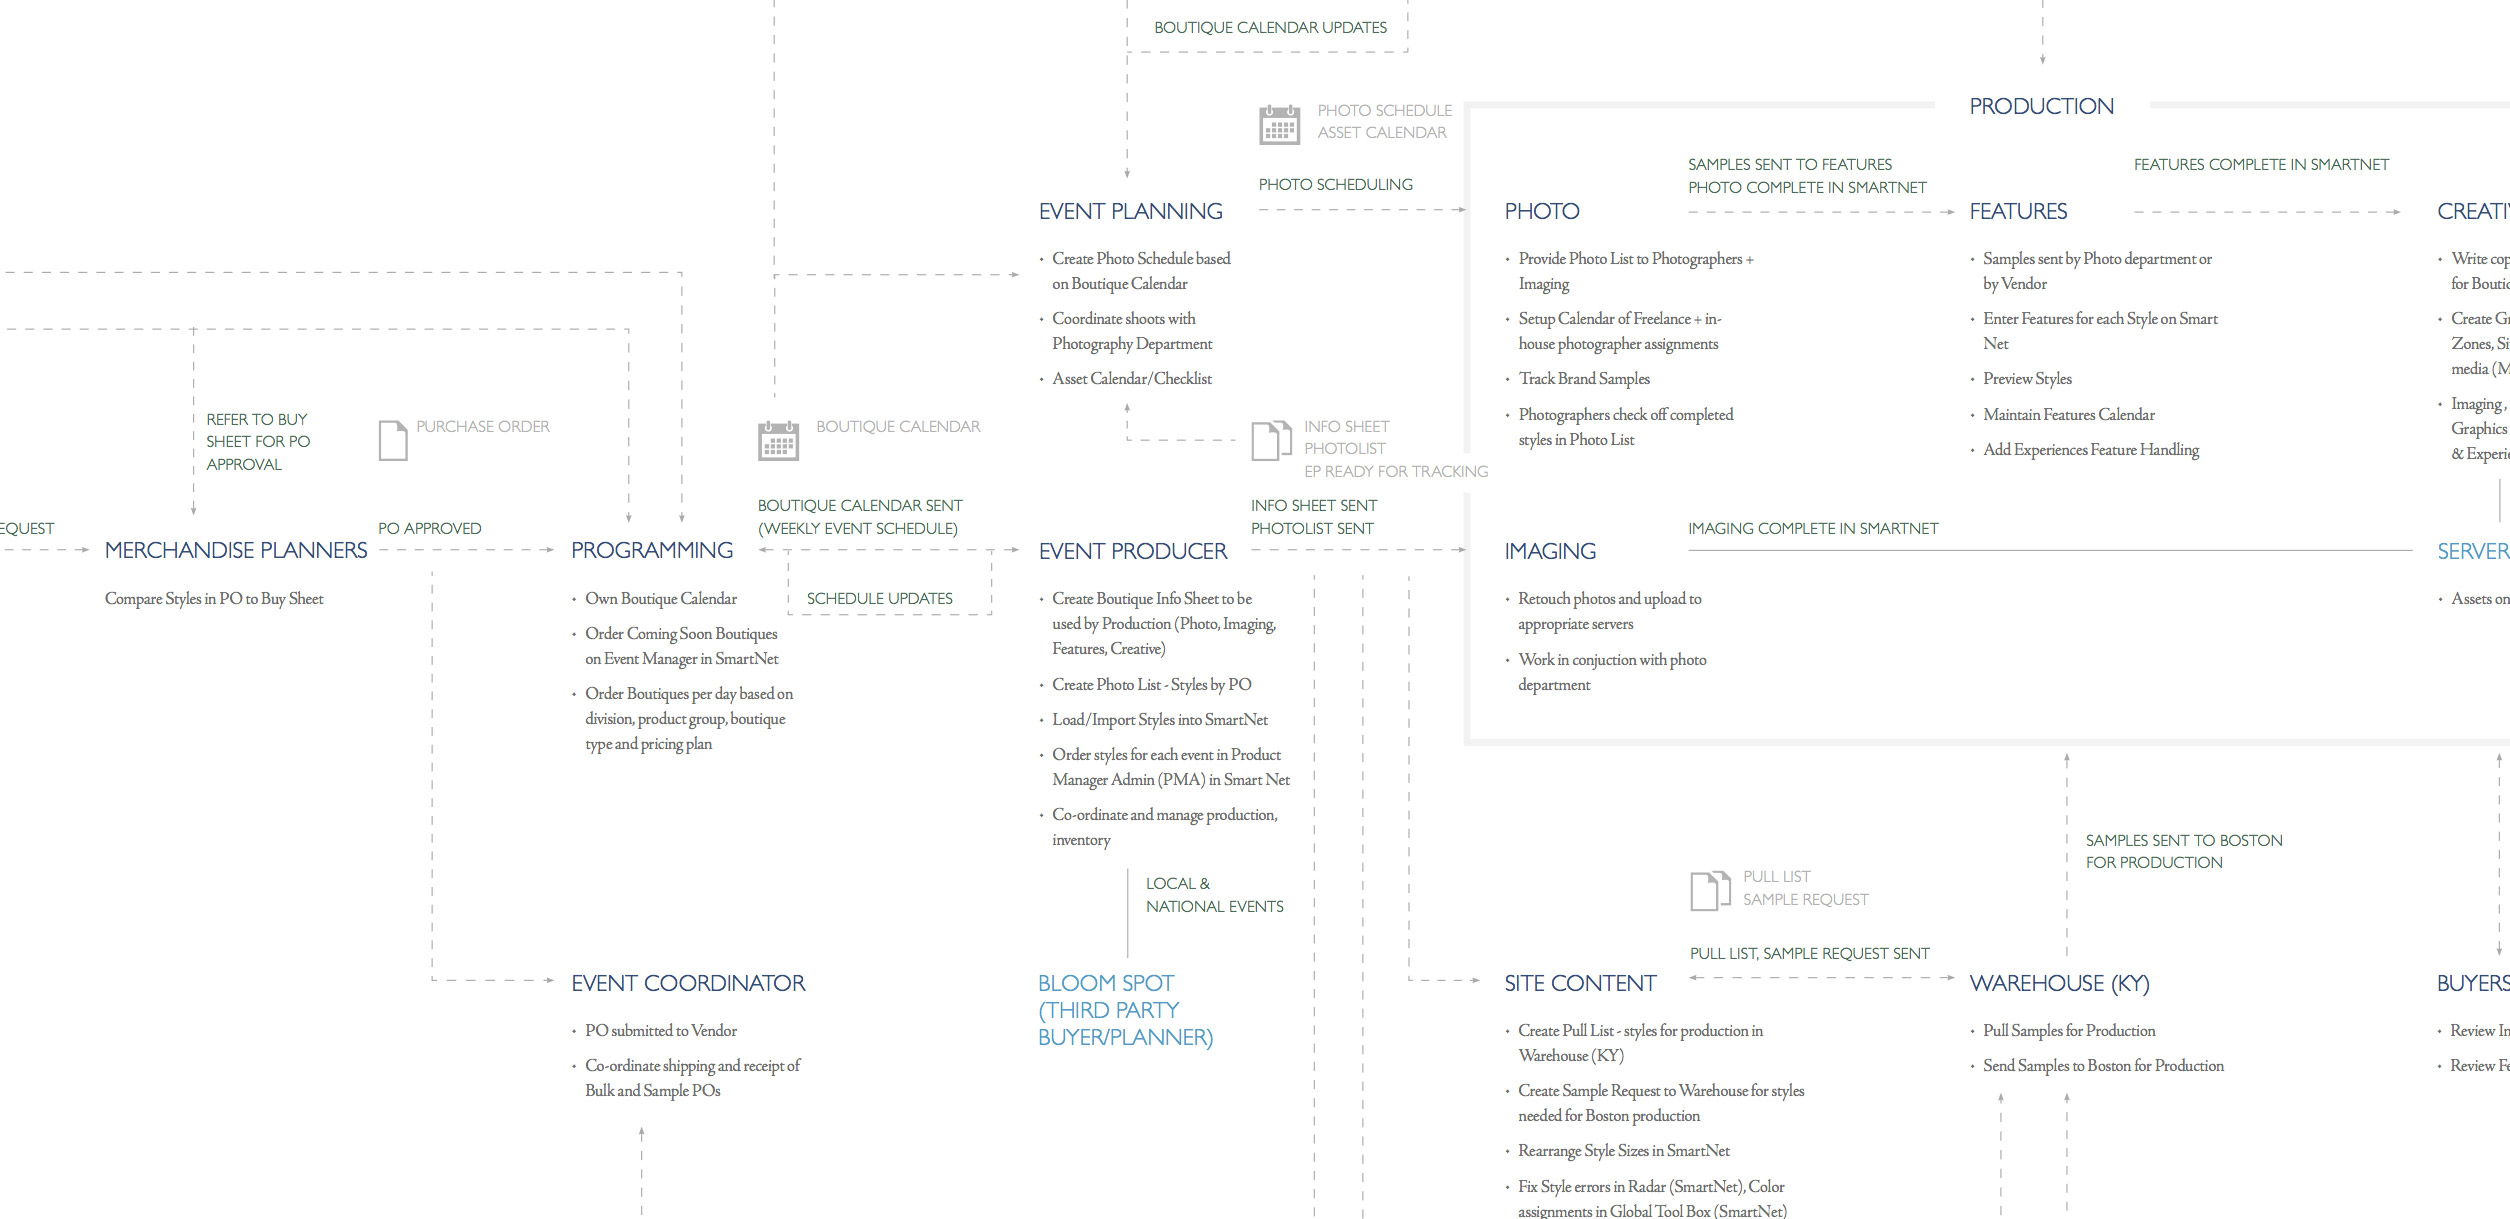 BOUTIQUE CALENDAR UPDATES
PHOTO SCHEDULE
ASSET CALENDAR
PRODUCTION
PHOTO SCHEDULING
SAMPLES SENT TO FEATURES
PHOTO COMPLETE IN SMARTNET
FEATURES COMPLETE IN SMARTNET
EVENT PLANNING
• Create Photo Schedule based
on Boutique Calendar
• Coordinate shoots with
Photography Department
• Asset Calendar/Checklist
PHOTO
• Provide Photo List to Photographers +
Imaging
• Setup Calendar of Freelance + in-
house photographer assignments
• Track Brand Samples
• Photographers check off completed
styles in Photo List
FEATURES
• Samples sent by Photo department or
by Vendor
• Enter Features for each Style on Smart
Net
• Preview Styles
• Maintain Features Calendar
• Add Experiences Feature Handling
CREATI
• Write cop
for Boutiq
• Create Gr
Zones, Si
media (M
• Imaging,
Graphics
& Experie
REFER TO BUY
SHEET FOR PO
APPROVAL
PURCHASE ORDER
BOUTIQUE CALENDAR
INFO SHEET
PHOTOLIST
EP READY FOR TRACKING
EQUEST
PO APPROVED
BOUTIQUE CALENDAR SENT
(WEEKLY EVENT SCHEDULE)
INFO SHEET SENT
PHOTOLIST SENT
IMAGING COMPLETE IN SMARTNET
MERCHANDISE PLANNERS
Compare Styles in PO to Buy Sheet
PROGRAMMING
• Own Boutique Calendar
• Order Coming Soon Boutiques
on Event Manager in SmartNet
• Order Boutiques per day based on
division, product group, boutique
type and pricing plan
SCHEDULE UPDATES
EVENT PRODUCER
• Create Boutique Info Sheet to be
used by Production (Photo, Imaging,
Features, Creative)
• Create Photo List - Styles by PO
• Load/Import Styles into SmartNet
• Order styles for each event in Product
Manager Admin (PMA) in Smart Net
• Co-ordinate and manage production,
inventory
IMAGING
• Retouch photos and upload to
appropriate servers
• Work in conjuction with photo
department
SERVER
• Assets on
LOCAL &
NATIONAL EVENTS
SAMPLES SENT TO BOSTON
FOR PRODUCTION
PULL LIST
SAMPLE REQUEST
PULL LIST, SAMPLE REQUEST SENT
EVENT COORDINATOR
• PO submitted to Vendor
• Co-ordinate shipping and receipt of
Bulk and Sample POs
BLOOM SPOT
(THIRD PARTY
BUYER/PLANNER)
SITE CONTENT
• Create Pull List - styles for production in
Warehouse (KY)
• Create Sample Request to Warehouse for styles
needed for Boston production
• Rearrange Style Sizes in SmartNet
• Fix Style errors in Radar (SmartNet), Color
assignments in Global Tool Box (SmartNet)
WAREHOUSE (KY)
• Pull Samples for Production
• Send Samples to Boston for Production
BUYERS
• Review In
• Review Fe